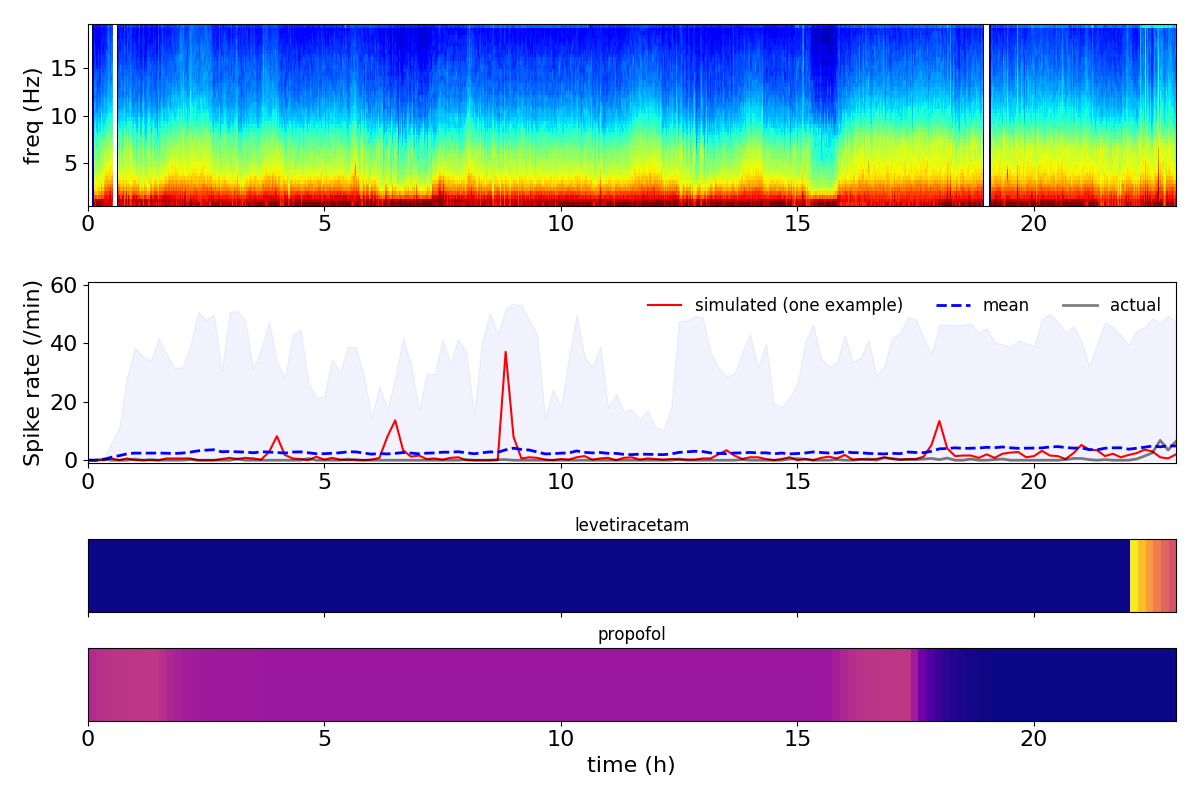 freq (Hz)
15
10
5
0 5 10 15 20
Spike rate (/min)
60
40
20
0
simulated (one example) mean actual
0 5 10 15 20
levetiracetam
propofol
0 5 10 15 20
time (h)